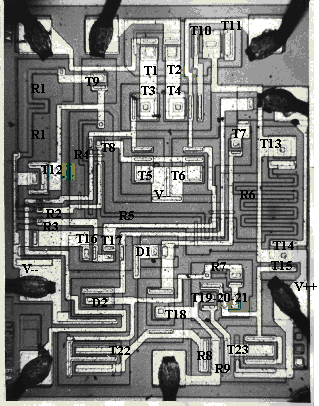 T10 T11
T9 T1 T2
R1 T3 T4
R1 T7
T8 T13
R4
T12 T5 T6
V-
R6
R2 R5
R3
T16 T17 T14
D1
V-- R7 T15
V++
D2 T19 20 21
T18
T22 R8 T23
R9